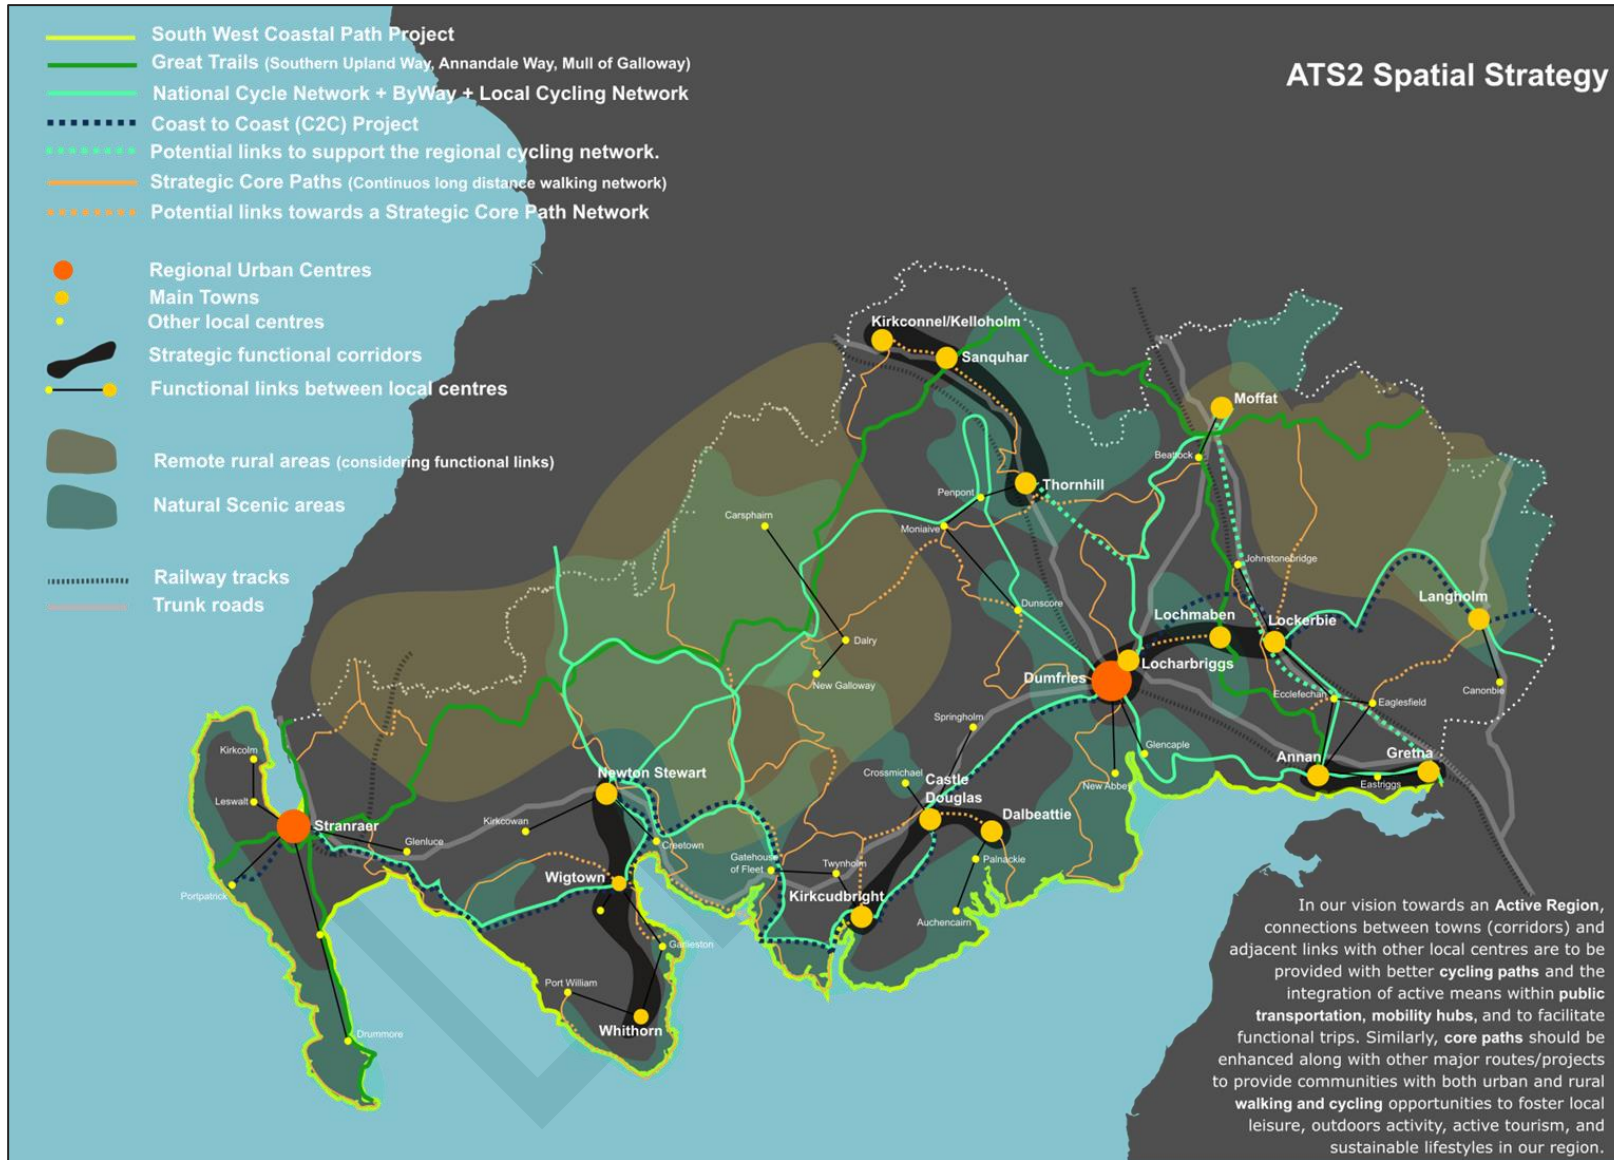 ATS2 Spatial Strategy
South West Coastal Path Project
Great Trails (Southern Upland Way, Annandale Way, Mull of Galloway)
National Cycle Network + ByWay + Local Cycling Network
Coast to Coast (C2C) Project
Potential links to support the regional cycling network.
Strategic Core Paths (Continuos long distance walking network)
Potential links towards a Strategic Core Path Network
Regional Urban Centres
Main Towns
Other local centres
Strategic functional corridors
Functional links between local centres
Remote rural areas (considering functional links)
Natural Scenic areas
Railway tracks
Trunk roads
Kirkconnel/Kelloholm
Sanquhar
Moffat
Beattock
Thornhill
Penpont
Carsphairn
Moniaive
Johnstonebridge
Langholm
Dunscore
Lochmaben
Lockerbie
Dalry
Locharbriggs
New Galloway
Dumfries
Canonbie
Ecclefechan
Eaglesfield
Springholm
Glencaple
Kirkcolm
Annan
Gretna
Newton Stewart
Crossmichael
Castle
Douglas
New Abbey
Eastriggs
Leswalt
Dalbeattie
Stranraer
Kirkcowan
Glenluce
Creetown
Gatehouse
of Fleet
Twynholm
Palnackie
Wigtown
Portpatrick
Kirkcudbright
Auchencairn
Garlieston
Port William
Whithorn
Drummore
In our vision towards an Active Region,
connections between towns (corridors) and
adjacent links with other local centres are to be
provided with better cycling paths and the
integration of active means within public
transportation, mobility hubs, and to facilitate
functional trips. Similarly, core paths should be
enhanced along with other major routes/projects
to provide communities with both urban and rural
walking and cycling opportunities to foster local
leisure, outdoors activity, active tourism, and
sustainable lifestyles in our region.